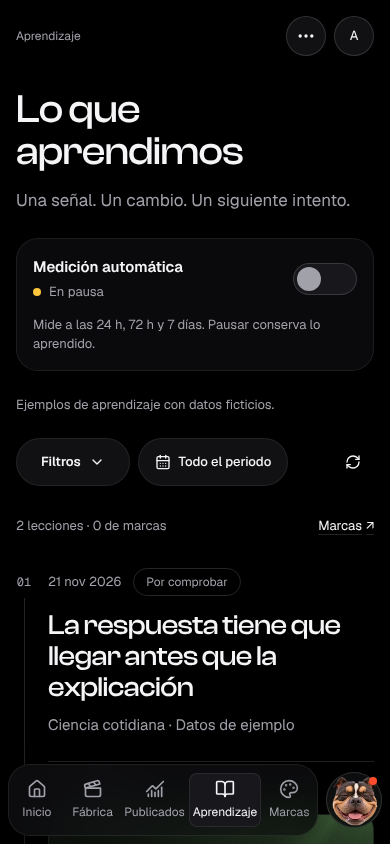 Aprendizaje
A
Lo que
aprendimos
Una señal. Un cambio. Un siguiente intento.
Medición automática
En pausa
Mide a las 24 h, 72 h y 7 días. Pausar conserva lo
aprendido.
Ejemplos de aprendizaje con datos ficticios.
Filtros
Todo el periodo
2 lecciones · 0 de marcas
Marcas ↗
01 21 nov 2026 Por comprobar
La respuesta tiene que
llegar antes que la
explicación
Ciencia cotidiana · Datos de ejemplo
Inicio Fábrica Publicados Aprendizaje Marcas